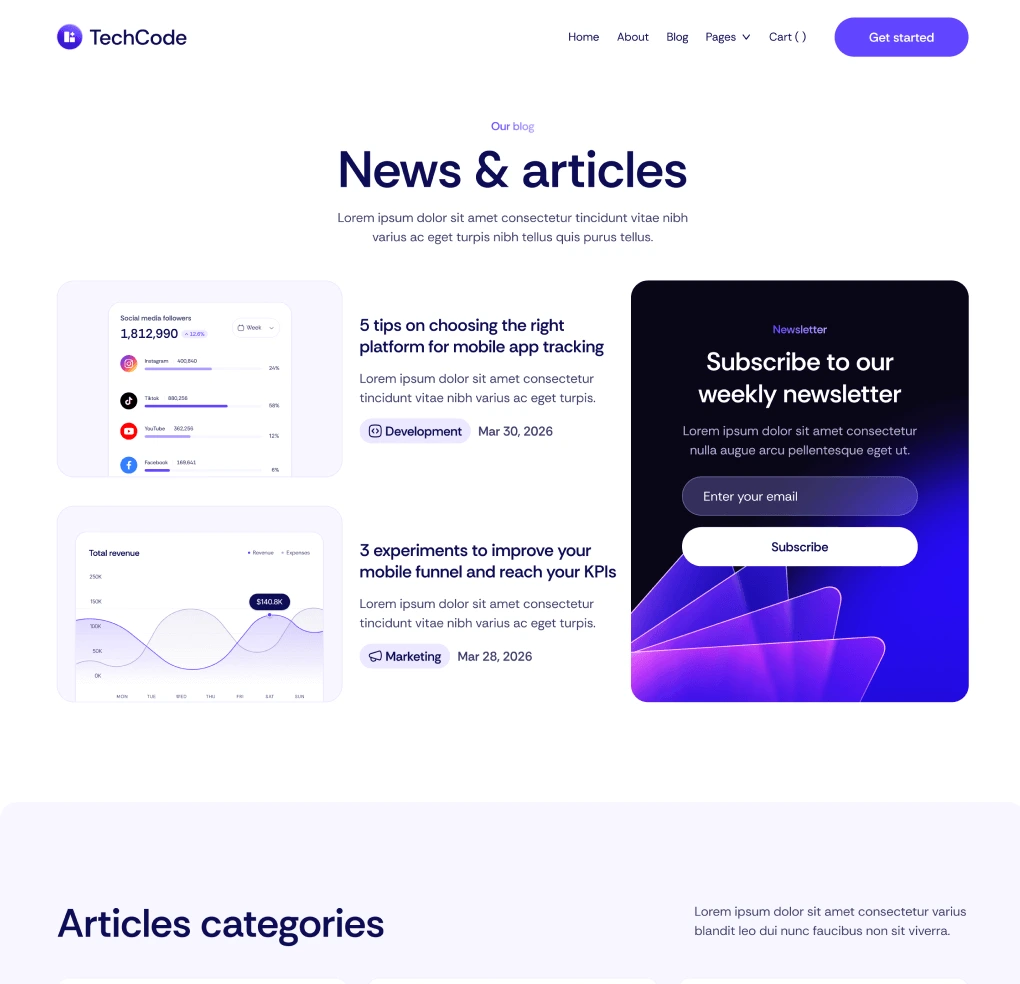 TechCode
Home
About
Blog
Pages
Cart ( )
Get started
Our blog
News & articles
Lorem ipsum dolor sit amet consectetur tincidunt vitae nibh
varius ac eget turpis nibh tellus quis purus tellus.
Social media followers
1,812,990
12.6%
Week
Instagram 400,840
24%
Tiktok 880,256
58%
YouTube 362,256
12%
Facebook 169,641
6%
5 tips on choosing the right
platform for mobile app tracking
Lorem ipsum dolor sit amet consectetur
tincidunt vitae nibh varius ac eget turpis.
Development
Mar 30, 2026
Total revenue
Revenue
Expenses
250K
150K
100K
50K
0K
$140.8K
MON TUE WED THU FRI SAT SUN
3 experiments to improve your
mobile funnel and reach your KPIs
Lorem ipsum dolor sit amet consectetur
tincidunt vitae nibh varius ac eget turpis.
Marketing
Mar 28, 2026
Newsletter
Subscribe to our
weekly newsletter
Lorem ipsum dolor sit amet consectetur
nulla augue arcu pellentesque eget ut.
Enter your email
Subscribe
Articles categories
Lorem ipsum dolor sit amet consectetur varius
blandit leo dui nunc faucibus non sit viverra.